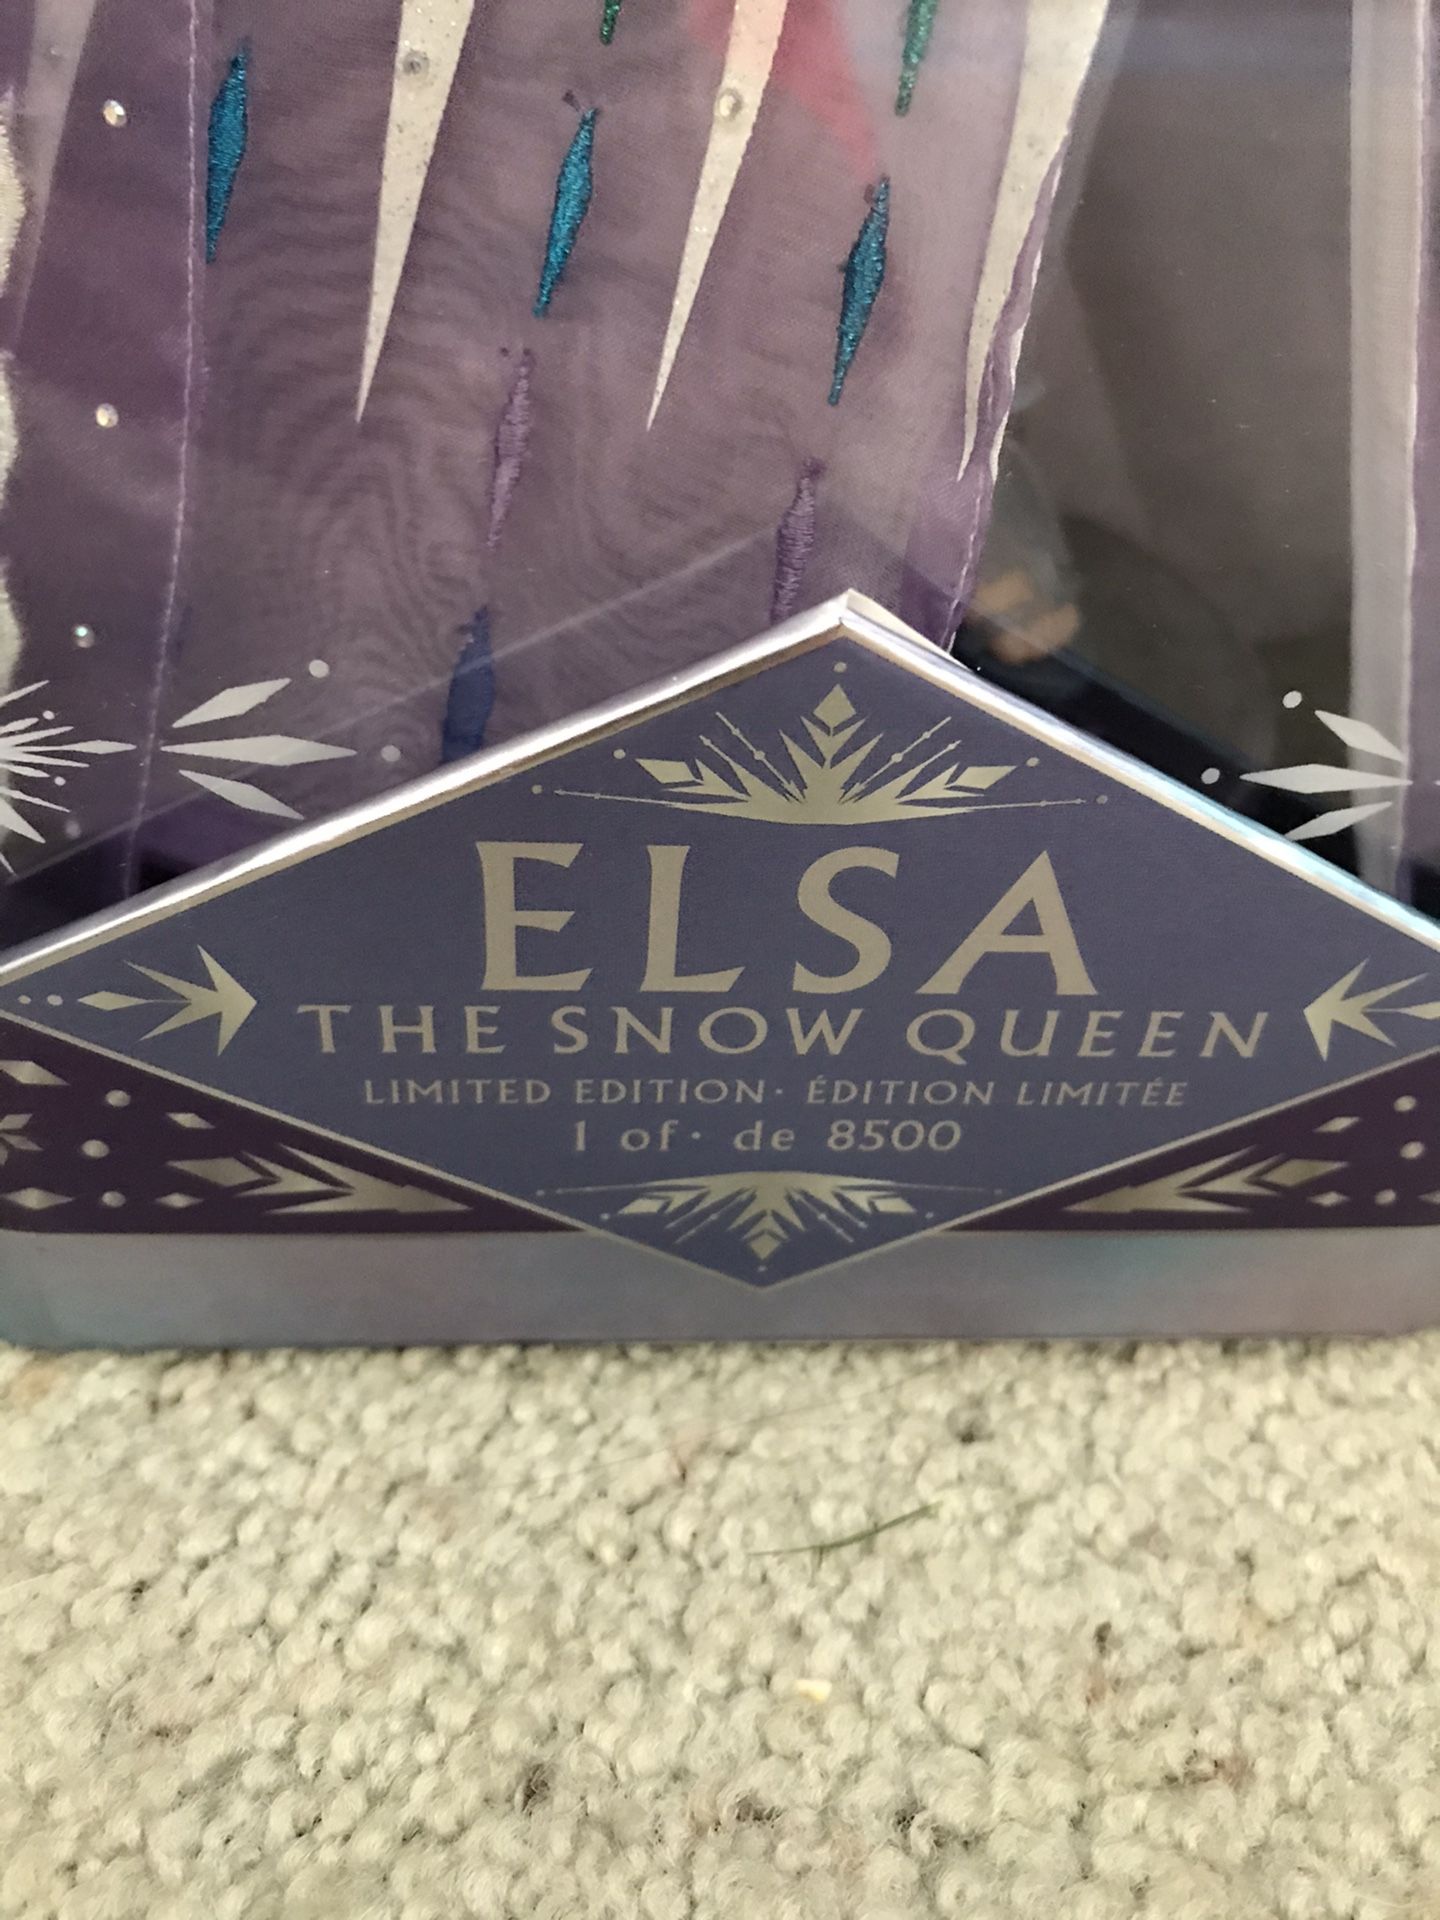 ELSA
THE SNOW QUEEN
LIMITED EDITION · ÉDITION LIMITÉE
1 of · de 8500